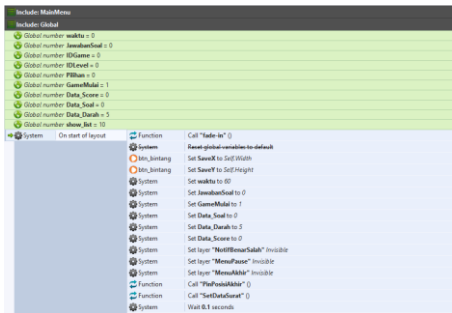 Include: MainMenu
Include: Global
Global number waktu = 0
Global number JawabanSoal = 0
Global number IDGame = 0
Global number IDLevel = 0
Global number Pilihan = 0
Global number GameMulai = 1
Global number Data_Score = 0
Global number Data_Soal = 0
Global number Data_Darah = 5
Global number show_list = 10
System On start of layout Function Call "fade-in" ()
System Reset global variables to default
btn_bintang Set SaveX to Self.Width
btn_bintang Set SaveY to Self.Height
System Set waktu to 60
System Set JawabanSoal to 0
System Set GameMulai to 1
System Set Data_Soal to 0
System Set Data_Darah to 5
System Set Data_Score to 0
System Set layer "NotifBenarSalah" Invisible
System Set layer "MenuPause" Invisible
System Set layer "MenuAkhir" Invisible
Function Call "PinPosisiAkhir" ()
Function Call "SetDataSurat" ()
System Wait 0.1 seconds